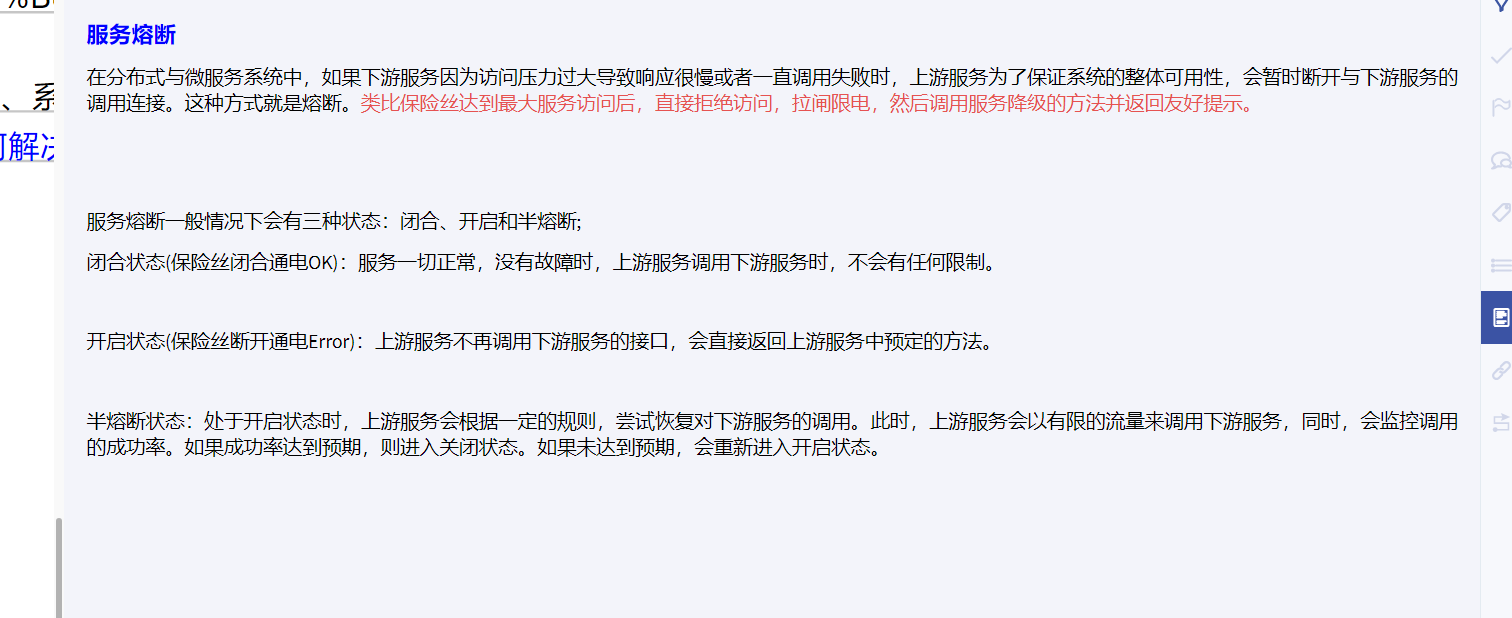 、系
解决
服务熔断
在分布式与微服务系统中，如果下游服务因为访问压力过大导致响应很慢或者一直调用失败时，上游服务为了保证系统的整体可用性，会暂时断开与下游服务的
调用连接。这种方式就是熔断。类比保险丝达到最大服务访问后，直接拒绝访问，拉闸限电，然后调用服务降级的方法并返回友好提示。
服务熔断一般情况下会有三种状态：闭合、开启和半熔断;
闭合状态(保险丝闭合通电OK)：服务一切正常，没有故障时，上游服务调用下游服务时，不会有任何限制。
开启状态(保险丝断开通电Error)：上游服务不再调用下游服务的接口，会直接返回上游服务中预定的方法。
半熔断状态：处于开启状态时，上游服务会根据一定的规则，尝试恢复对下游服务的调用。此时，上游服务会以有限的流量来调用下游服务，同时，会监控调用
的成功率。如果成功率达到预期，则进入关闭状态。如果未达到预期，会重新进入开启状态。